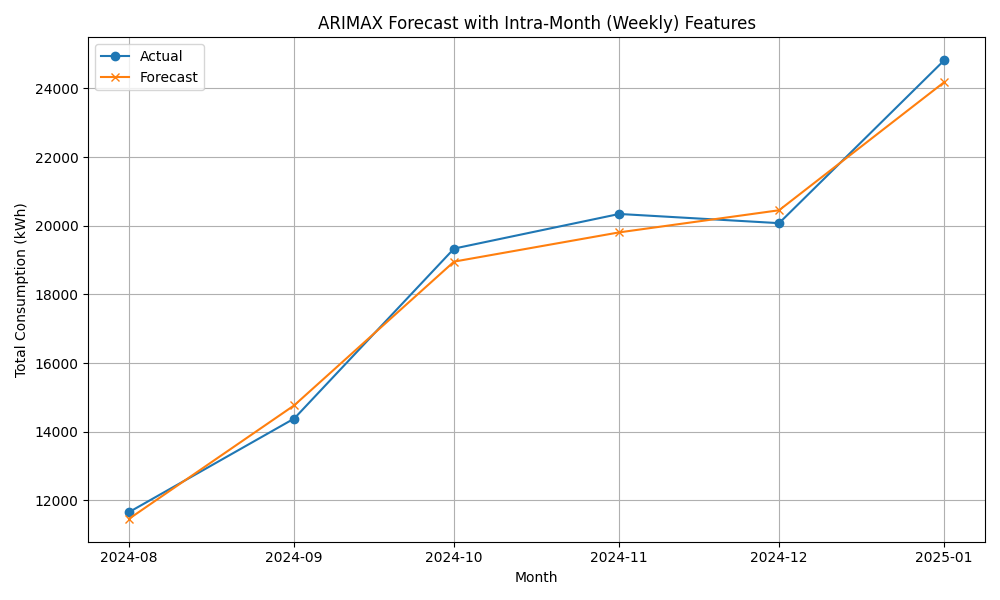 ARIMAX Forecast with Intra-Month (Weekly) Features
Actual
Forecast
Total Consumption (kWh)
24000
22000
20000
18000
16000
14000
12000
2024-08
2024-09
2024-10
2024-11
2024-12
2025-01
Month